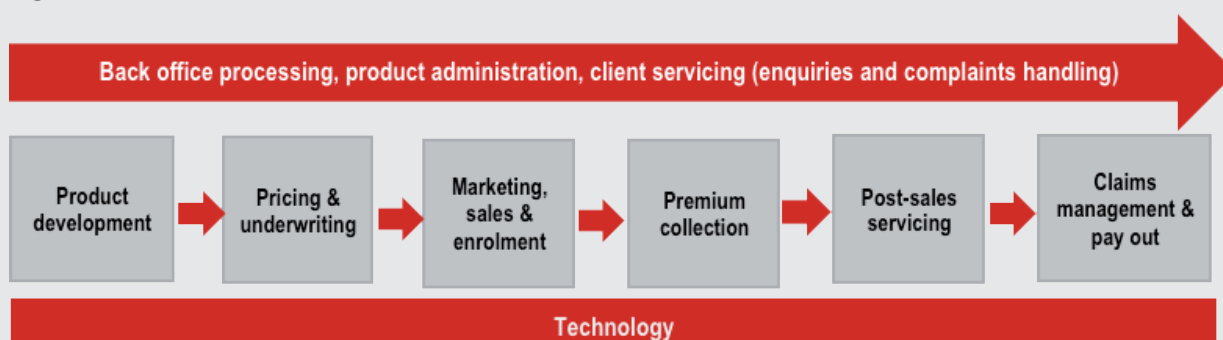 Back office processing, product administration, client servicing (enquiries and complaints handling)
Product
development
Pricing &
underwriting
Marketing,
sales &
enrolment
Premium
collection
Post-sales
servicing
Claims
management &
pay out
Technology